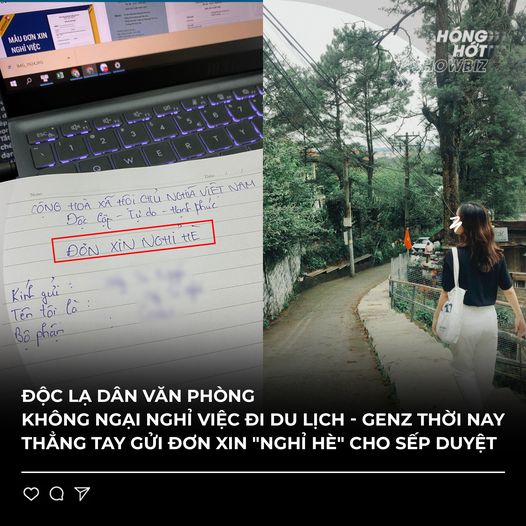 HÓNG
HỚT
SHOWBIZ
MẪU ĐƠN XIN
NGHỈ VIỆC
CỘNG HOÀ XÃ HỘI CHỦ NGHĨA VIỆT NAM
Độc lập - Tự do - Hạnh phúc
ĐƠN XIN NGHỈ HÈ
Kính gửi :
Tên tôi là :
Bộ phận
ĐỘC LẠ DÂN VĂN PHÒNG
KHÔNG NGẠI NGHỈ VIỆC ĐI DU LỊCH - GENZ THỜI NAY
THẲNG TAY GỬI ĐƠN XIN "NGHỈ HÈ" CHO SẾP DUYỆT